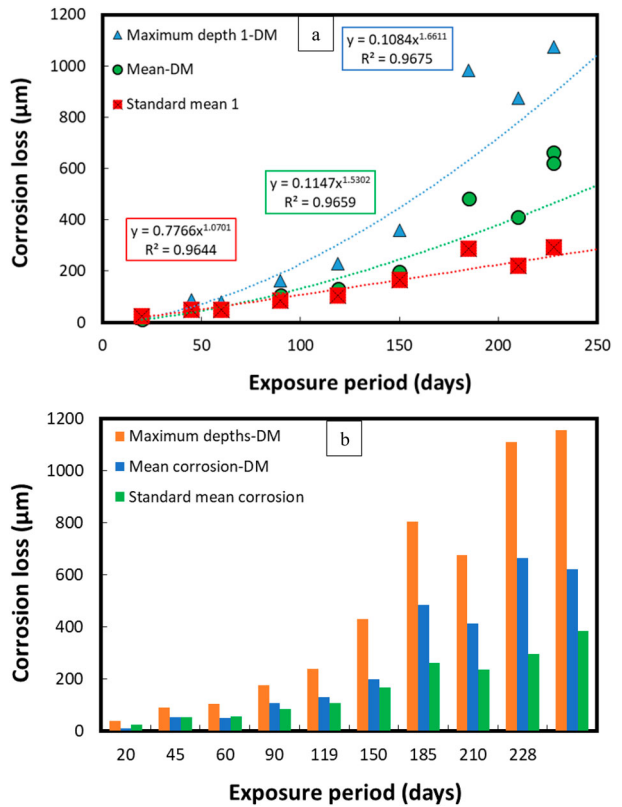 1200
1000
800
600
400
200
0
Corrosion loss (µm)
Maximum depth 1-DM
Mean-DM
Standard mean 1
a
y = 0.1084x^1.6611
R² = 0.9675
y = 0.1147x^1.5302
R² = 0.9659
y = 0.7766x^1.0701
R² = 0.9644
0 50 100 150 200 250
Exposure period (days)
1200
1000
800
600
400
200
0
Corrosion loss (µm)
Maximum depths-DM
Mean corrosion-DM
Standard mean corrosion
b
20 45 60 90 119 150 185 210 228
Exposure period (days)